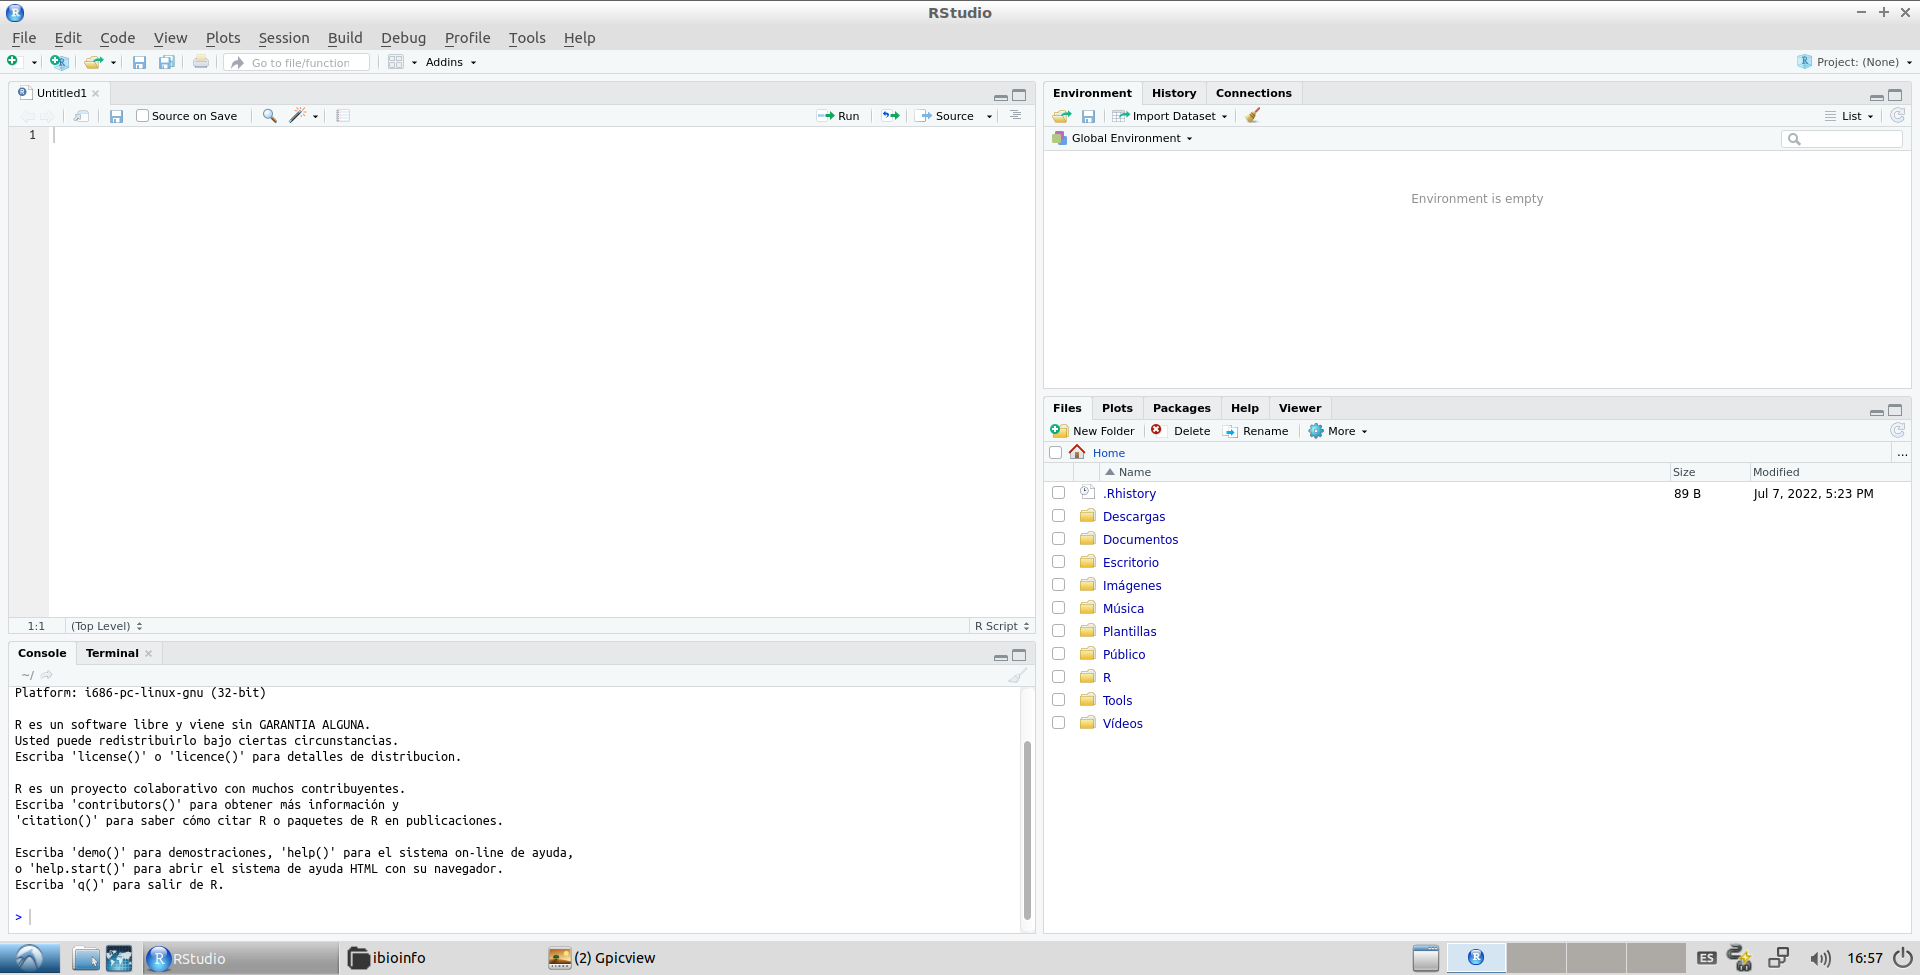 RStudio
File Edit Code View Plots Session Build Debug Profile Tools Help
Go to file/function Addins Project: (None)
Untitled1
Source on Save Run Source
1
1:1 (Top Level) R Script
Console Terminal
~/
Platform: i686-pc-linux-gnu (32-bit)
R es un software libre y viene sin GARANTIA ALGUNA.
Usted puede redistribuirlo bajo ciertas circunstancias.
Escriba 'license()' o 'licence()' para detalles de distribucion.
R es un proyecto colaborativo con muchos contribuyentes.
Escriba 'contributors()' para obtener más información y
'citation()' para saber cómo citar R o paquetes de R en publicaciones.
Escriba 'demo()' para demostraciones, 'help()' para el sistema on-line de ayuda,
o 'help.start()' para abrir el sistema de ayuda HTML con su navegador.
Escriba 'q()' para salir de R.
>
Environment History Connections
Import Dataset List
Global Environment
Environment is empty
Files Plots Packages Help Viewer
New Folder Delete Rename More
Home ...
Name Size Modified
.Rhistory 89 B Jul 7, 2022, 5:23 PM
Descargas
Documentos
Escritorio
Imágenes
Música
Plantillas
Público
R
Tools
Vídeos
RStudio ibioinfo (2) Gpicview ES 16:57